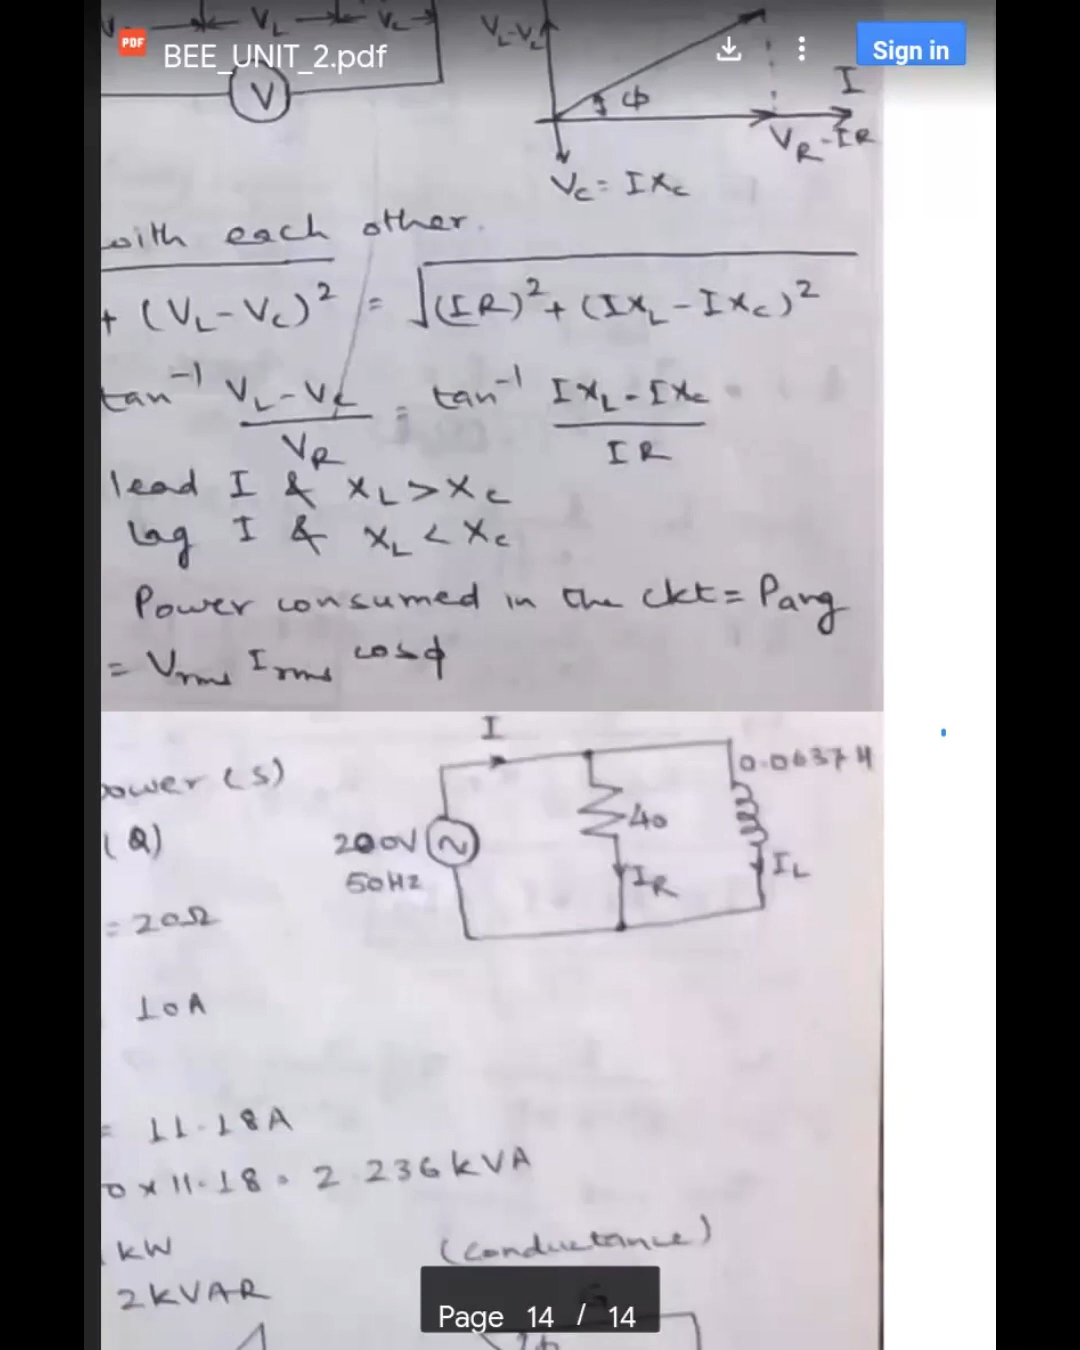 VL
Vc
VL-VC
PDF
BEE_UNIT_2.pdf
Sign in
V
ϕ
I
VR = IR
Vc = IXc
with each other.
+ (VL-Vc)2 = √(IR)2 + (IXL - IXc)2
tan-1 VL-Vc / VR = tan-1 IXL - IXc / IR
lead I & XL > Xc
lag I & XL < Xc
Power consumed in the ckt = Pavg
= Vrms Irms cosϕ
I
0.0637H
power (S)
40
(Q)
200V
50Hz
IR
IL
= 20Ω
10A
= 11.18A
0 x 11.18 = 2.236kVA
kW
(conductance)
2kVAR
G
Page 14 / 14